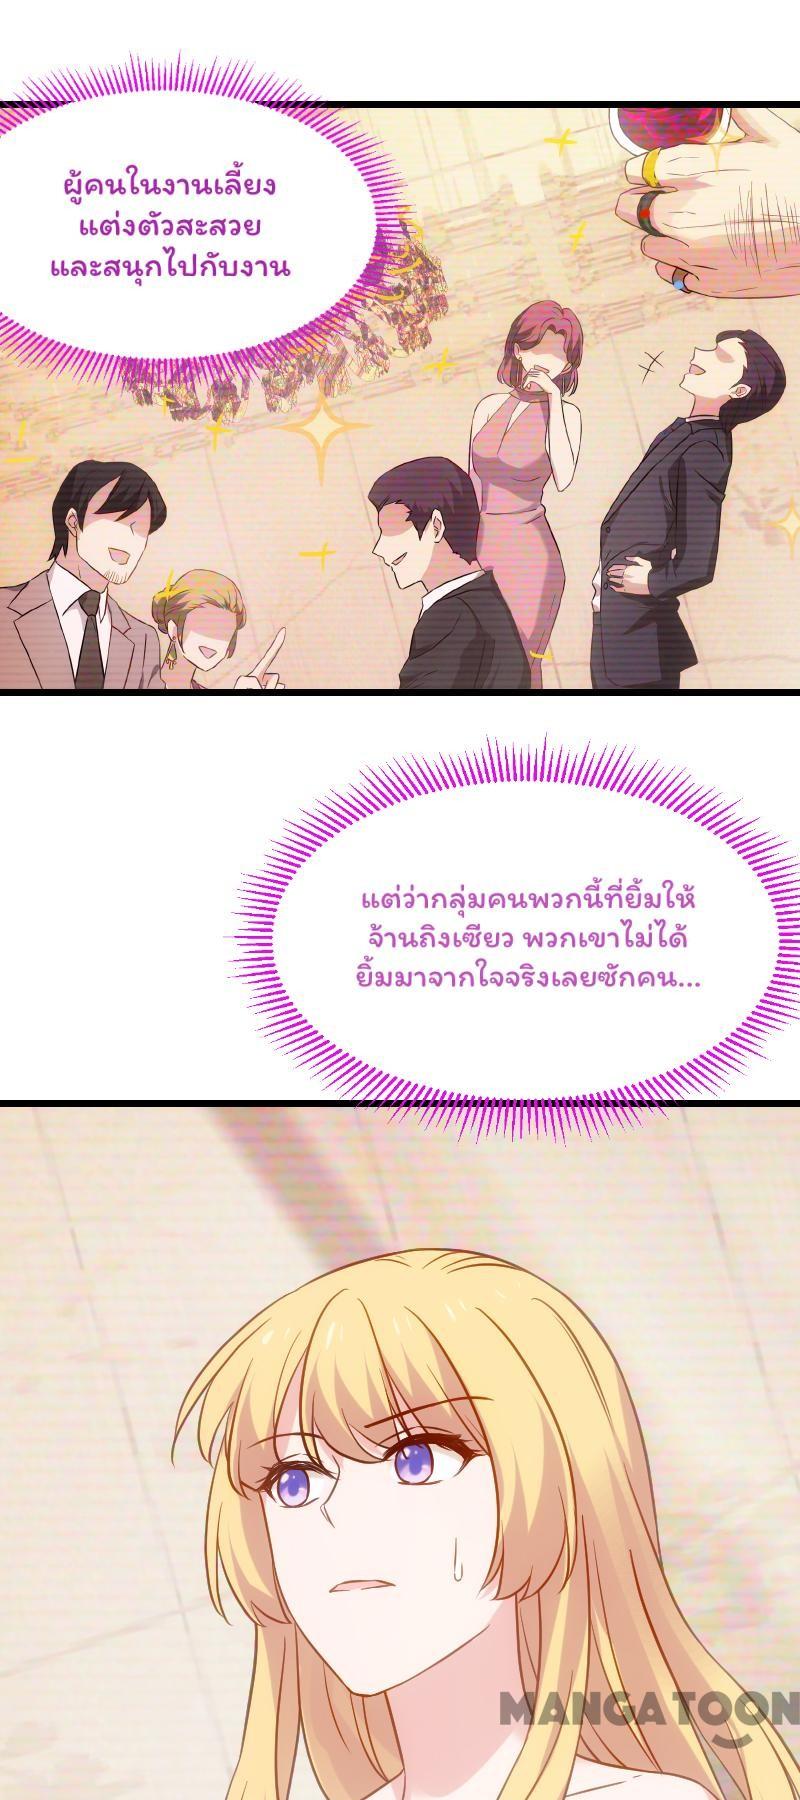 ผู้คนในงานเลี้ยง
แต่งตัวสะสวย
และสนุกไปกับงาน
แต่ว่ากลุ่มคนพวกนี้ที่ยิ้มให้
จ้านถิงเซียว พวกเขาไม่ได้
ยิ้มมาจากใจจริงเลยซักคน...
MANGATOON